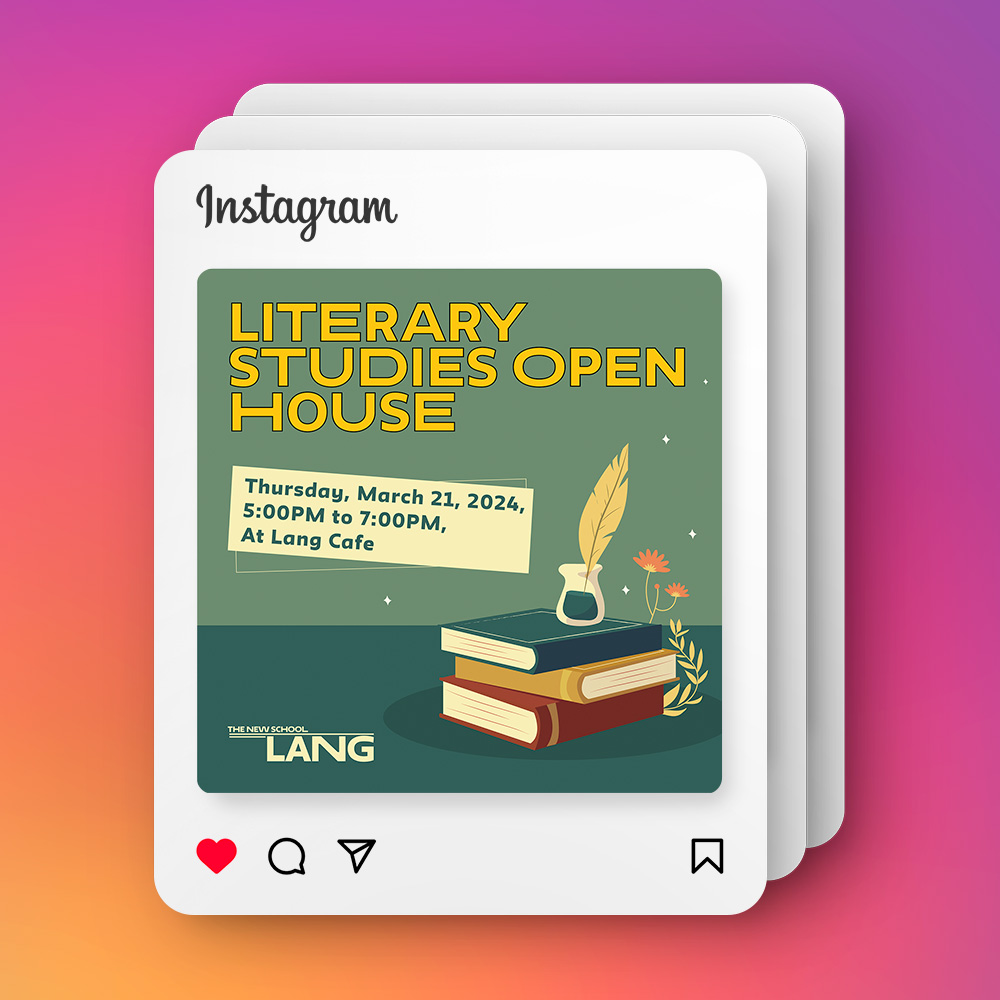 Instagram
LITERARY
STUDIES OPEN
HOUSE
Thursday, March 21, 2024,
5:00PM to 7:00PM,
At Lang Cafe
THE NEW SCHOOL
LANG